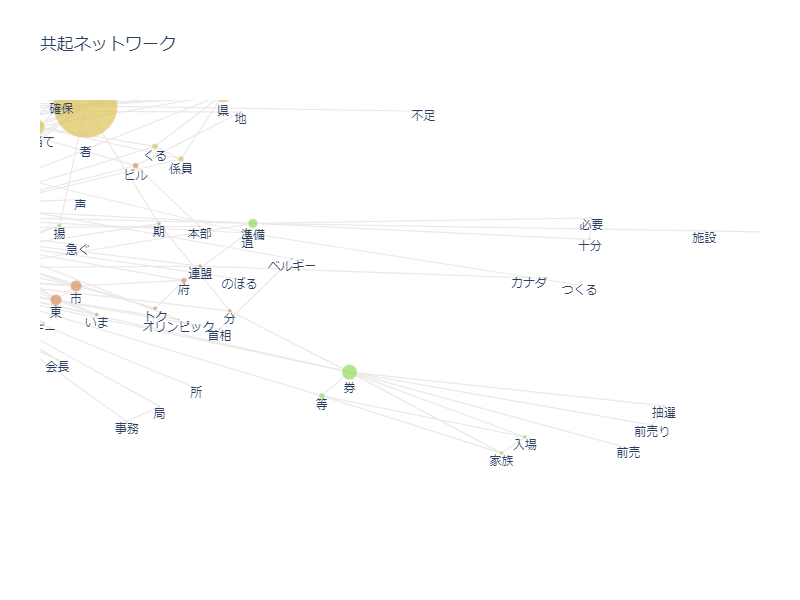 共起ネットワーク
確保
県
地
不足
者
くる
係員
ビル
声
揚
期
本部
準備
道
必要
十分
施設
急ぐ
連盟
ベルギー
府
のぼる
カナダ
つくる
市
東
いま
トク
オリンピック
分
首相
会長
券
所
等
局
事務
抽選
前売り
前売
入場
家族